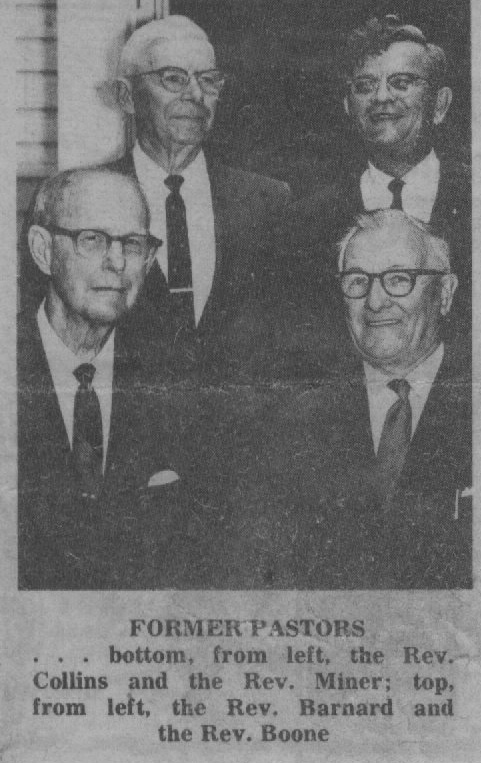 FORMER PASTORS
. . . bottom, from left, the Rev.
Collins and the Rev. Miner; top,
from left, the Rev. Barnard and
the Rev. Boone